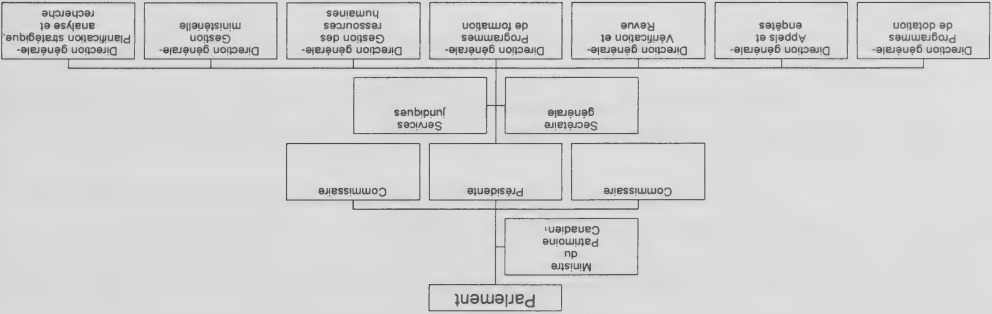 Parlement
Ministre
du
Patrimoine
Canadien¹
Commissaire
Présidente
Commissaire
Secrétaire
générale
Services
juridiques
Direction générale-
Programmes
de dotation
Direction générale-
Appels et
enqêtes
Direction générale-
Vérification et
Revue
Direction générale-
Programmes
de formation
Direction générale-
Gestion des
ressources
humaines
Direction générale-
Gestion
ministérielle
Direction générale-
Planification stratégique,
analyse et
recherche